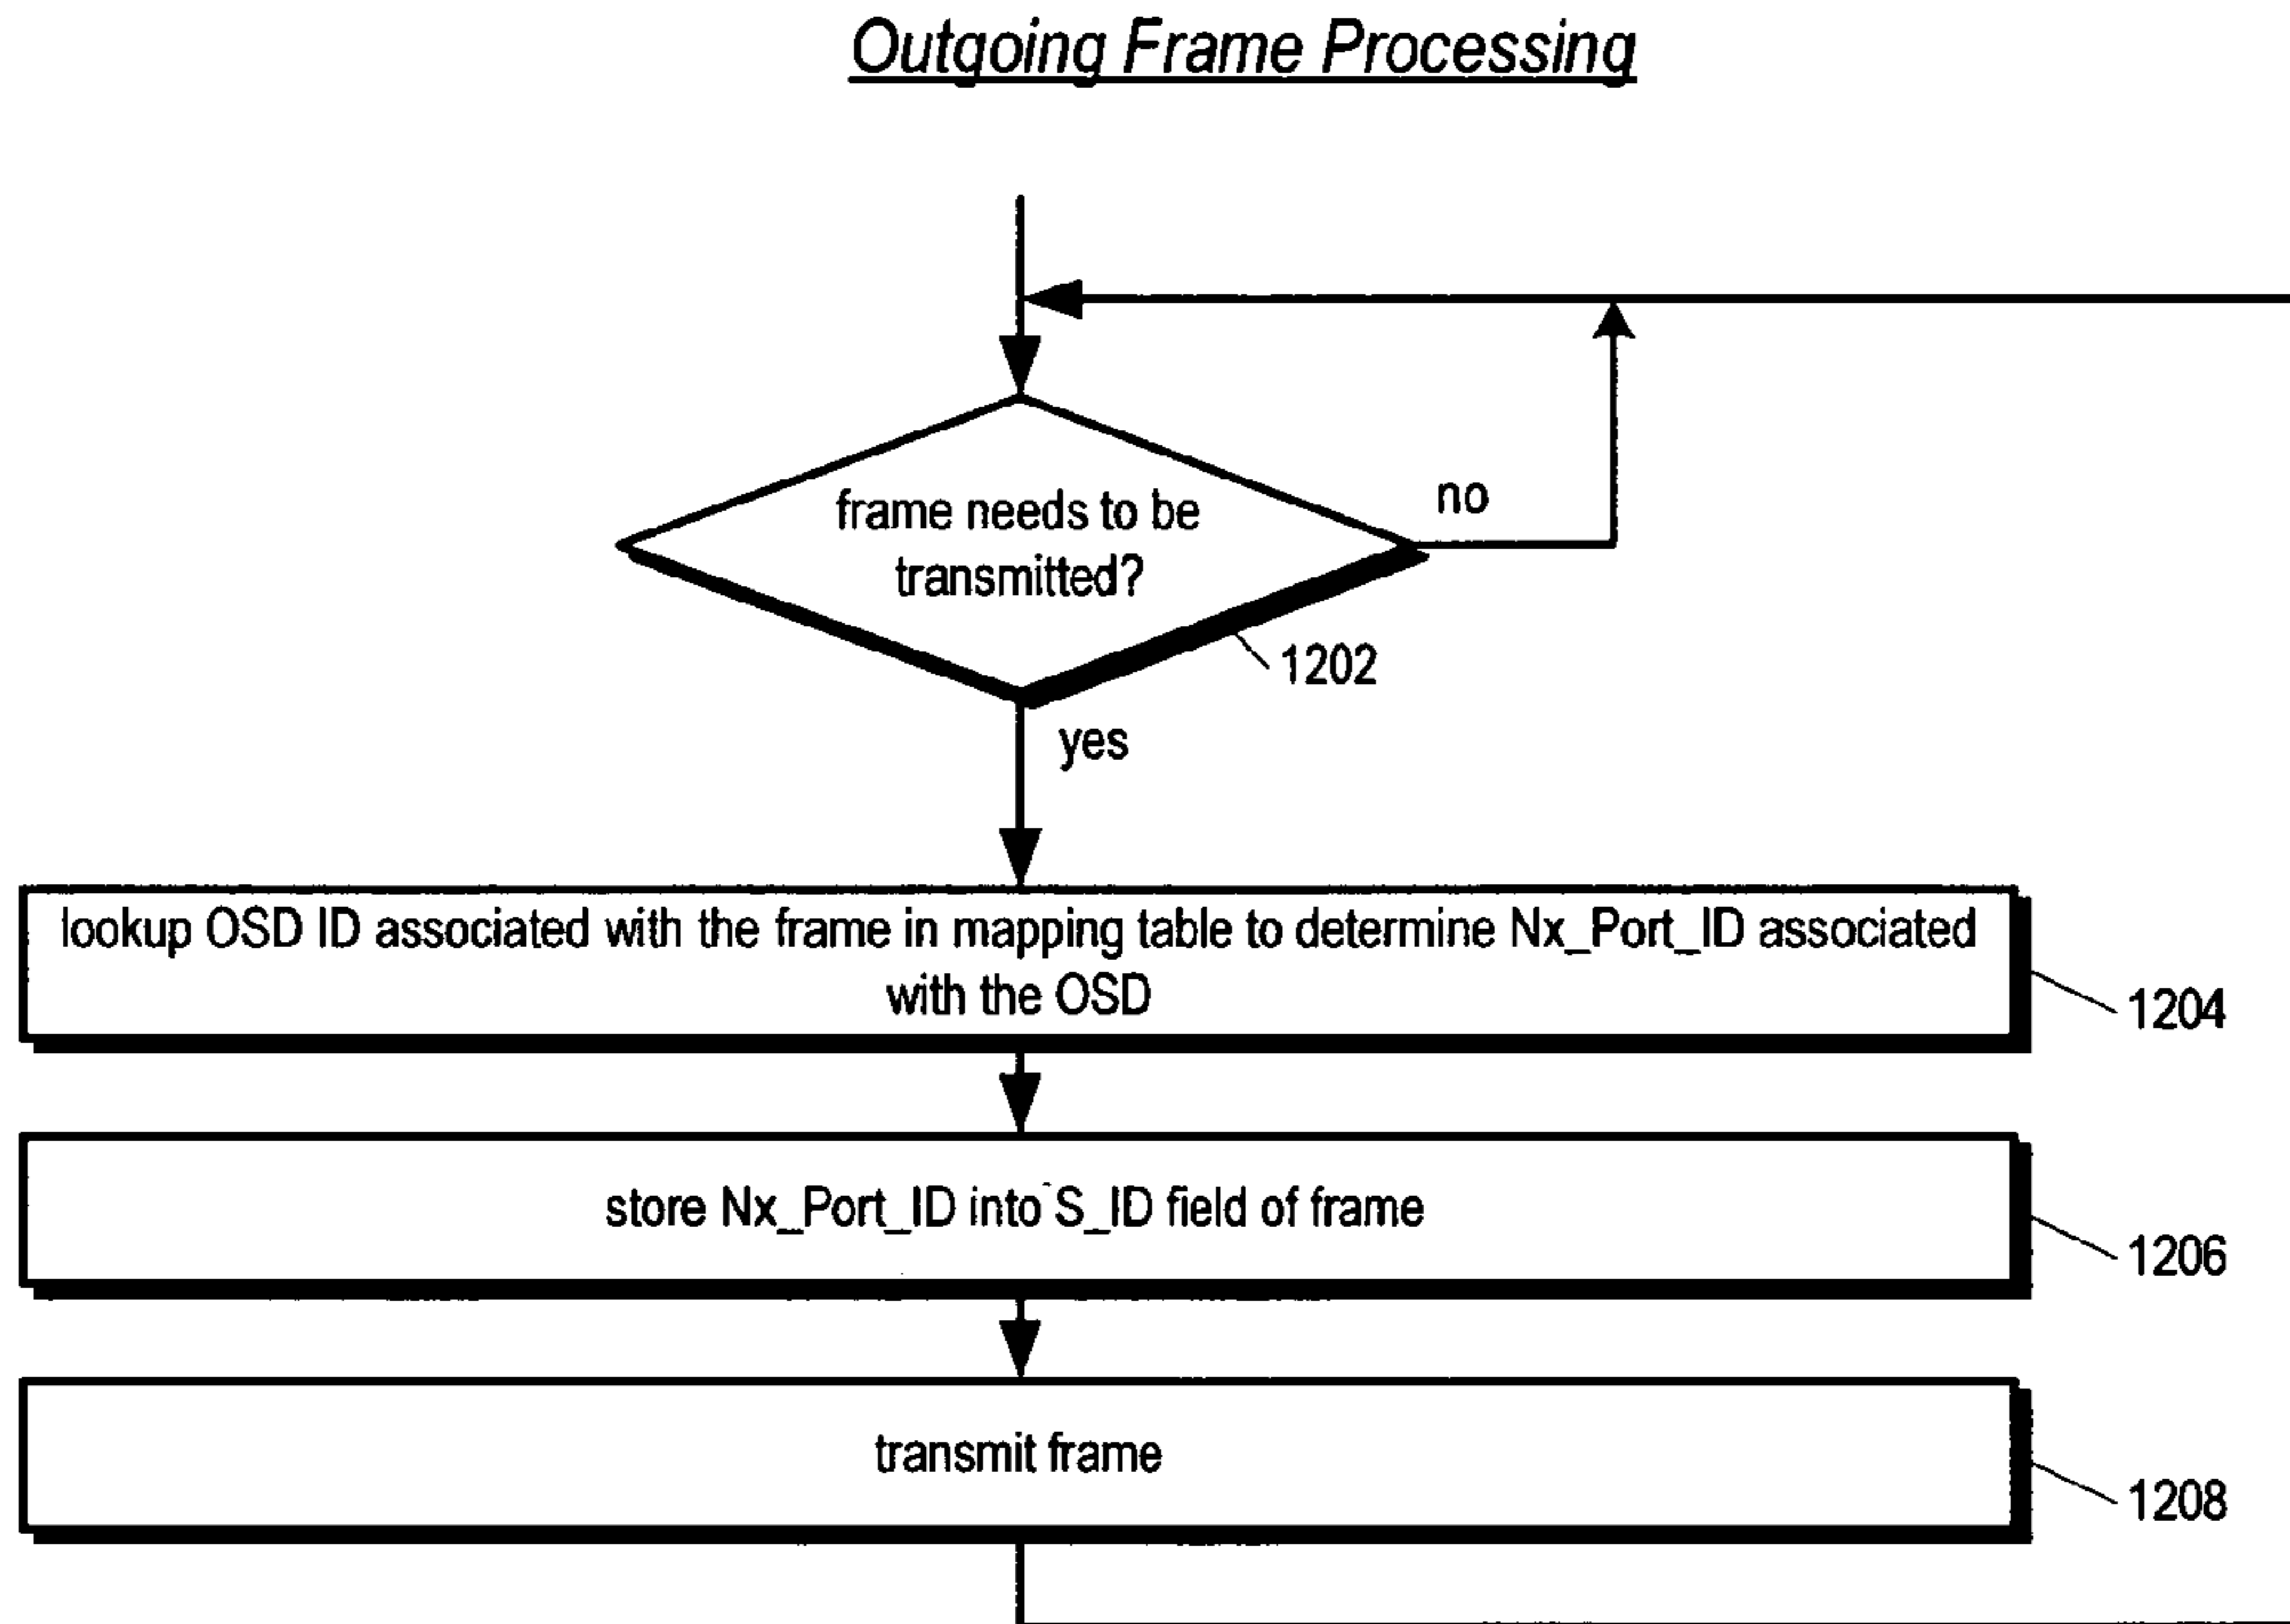 Outgoing Frame Processing
frame needs to be
transmitted?
no
1202
yes
lookup OSD ID associated with the frame in mapping table to determine Nx_Port_ID associated
with the OSD
1204
store Nx_Port_ID into S_ID field of frame
1206
transmit frame
1208